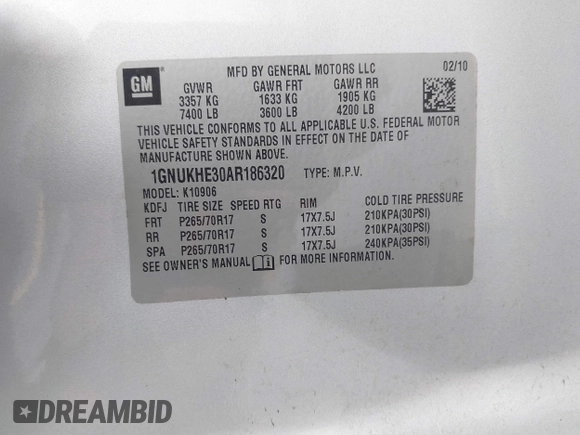 GM
MFD BY GENERAL MOTORS LLC 02/10
GVWR GAWR FRT GAWR RR
3357 KG 1633 KG 1905 KG
7400 LB 3600 LB 4200 LB
THIS VEHICLE CONFORMS TO ALL APPLICABLE U.S. FEDERAL MOTOR
VEHICLE SAFETY STANDARDS IN EFFECT ON THE DATE OF
MANUFACTURE SHOWN ABOVE.
1GNUKHE30AR186320 TYPE: M.P.V.
MODEL: K10906
KDFJ TIRE SIZE SPEED RTG RIM COLD TIRE PRESSURE
FRT P265/70R17 S 17X7.5J 210KPA(30PSI)
RR P265/70R17 S 17X7.5J 210KPA(30PSI)
SPA P265/70R17 S 17X7.5J 240KPA(35PSI)
SEE OWNER'S MANUAL FOR MORE INFORMATION.
DREAMBID